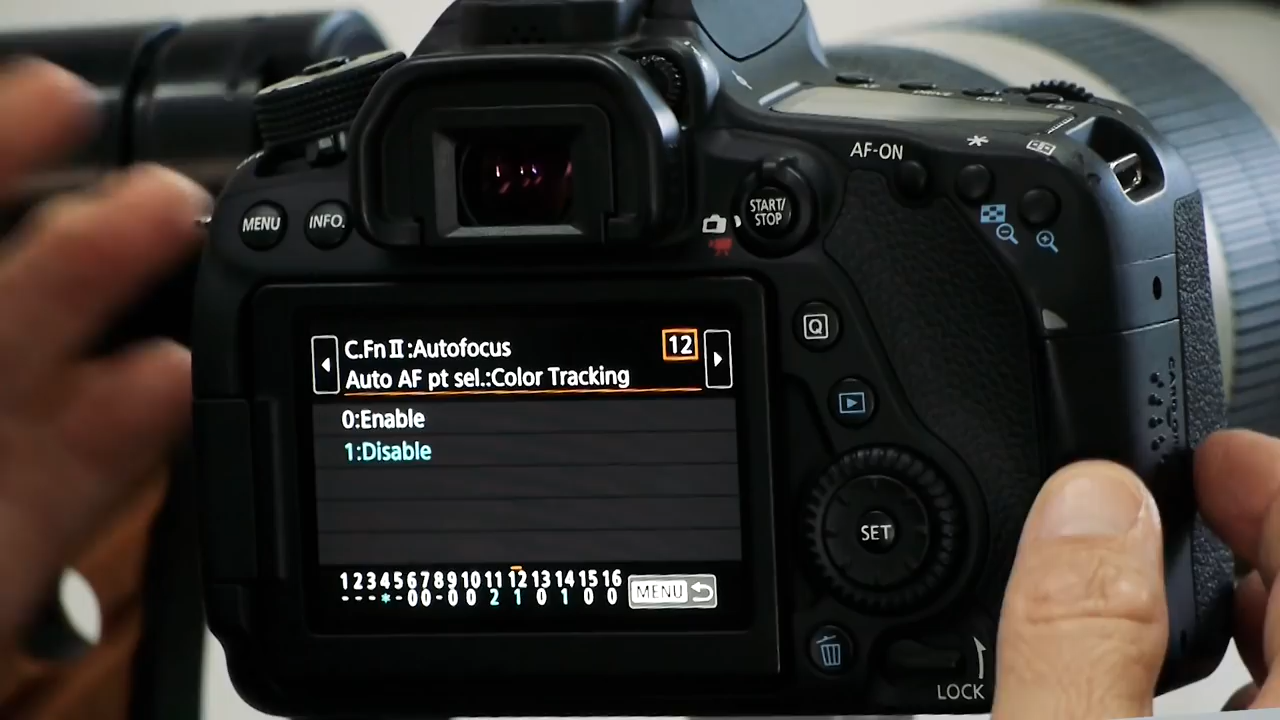 AF-ON
*
MENU
INFO.
START/
STOP
Q
C.Fn II :Autofocus
12
Auto AF pt sel.:Color Tracking
0:Enable
1:Disable
SET
1 2 3 4 5 6 7 8 9 10 11 12 13 14 15 16
- - - * - 0 0 - 0 0 2 1 0 1 0 0
MENU
LOCK